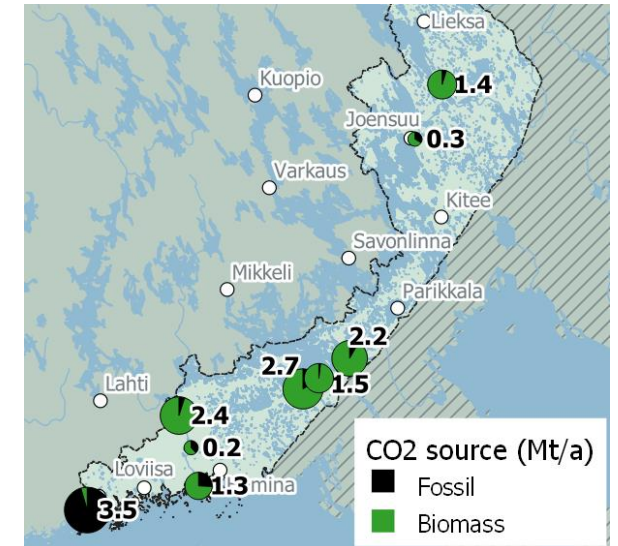 Lieksa
1.4
Kuopio
Joensuu
0.3
Varkaus
Kitee
Savonlinna
Mikkeli
Parikkala
2.2
2.7
1.5
Lahti
2.4
0.2
Loviisa
1.3
mina
3.5
CO2 source (Mt/a)
Fossil
Biomass